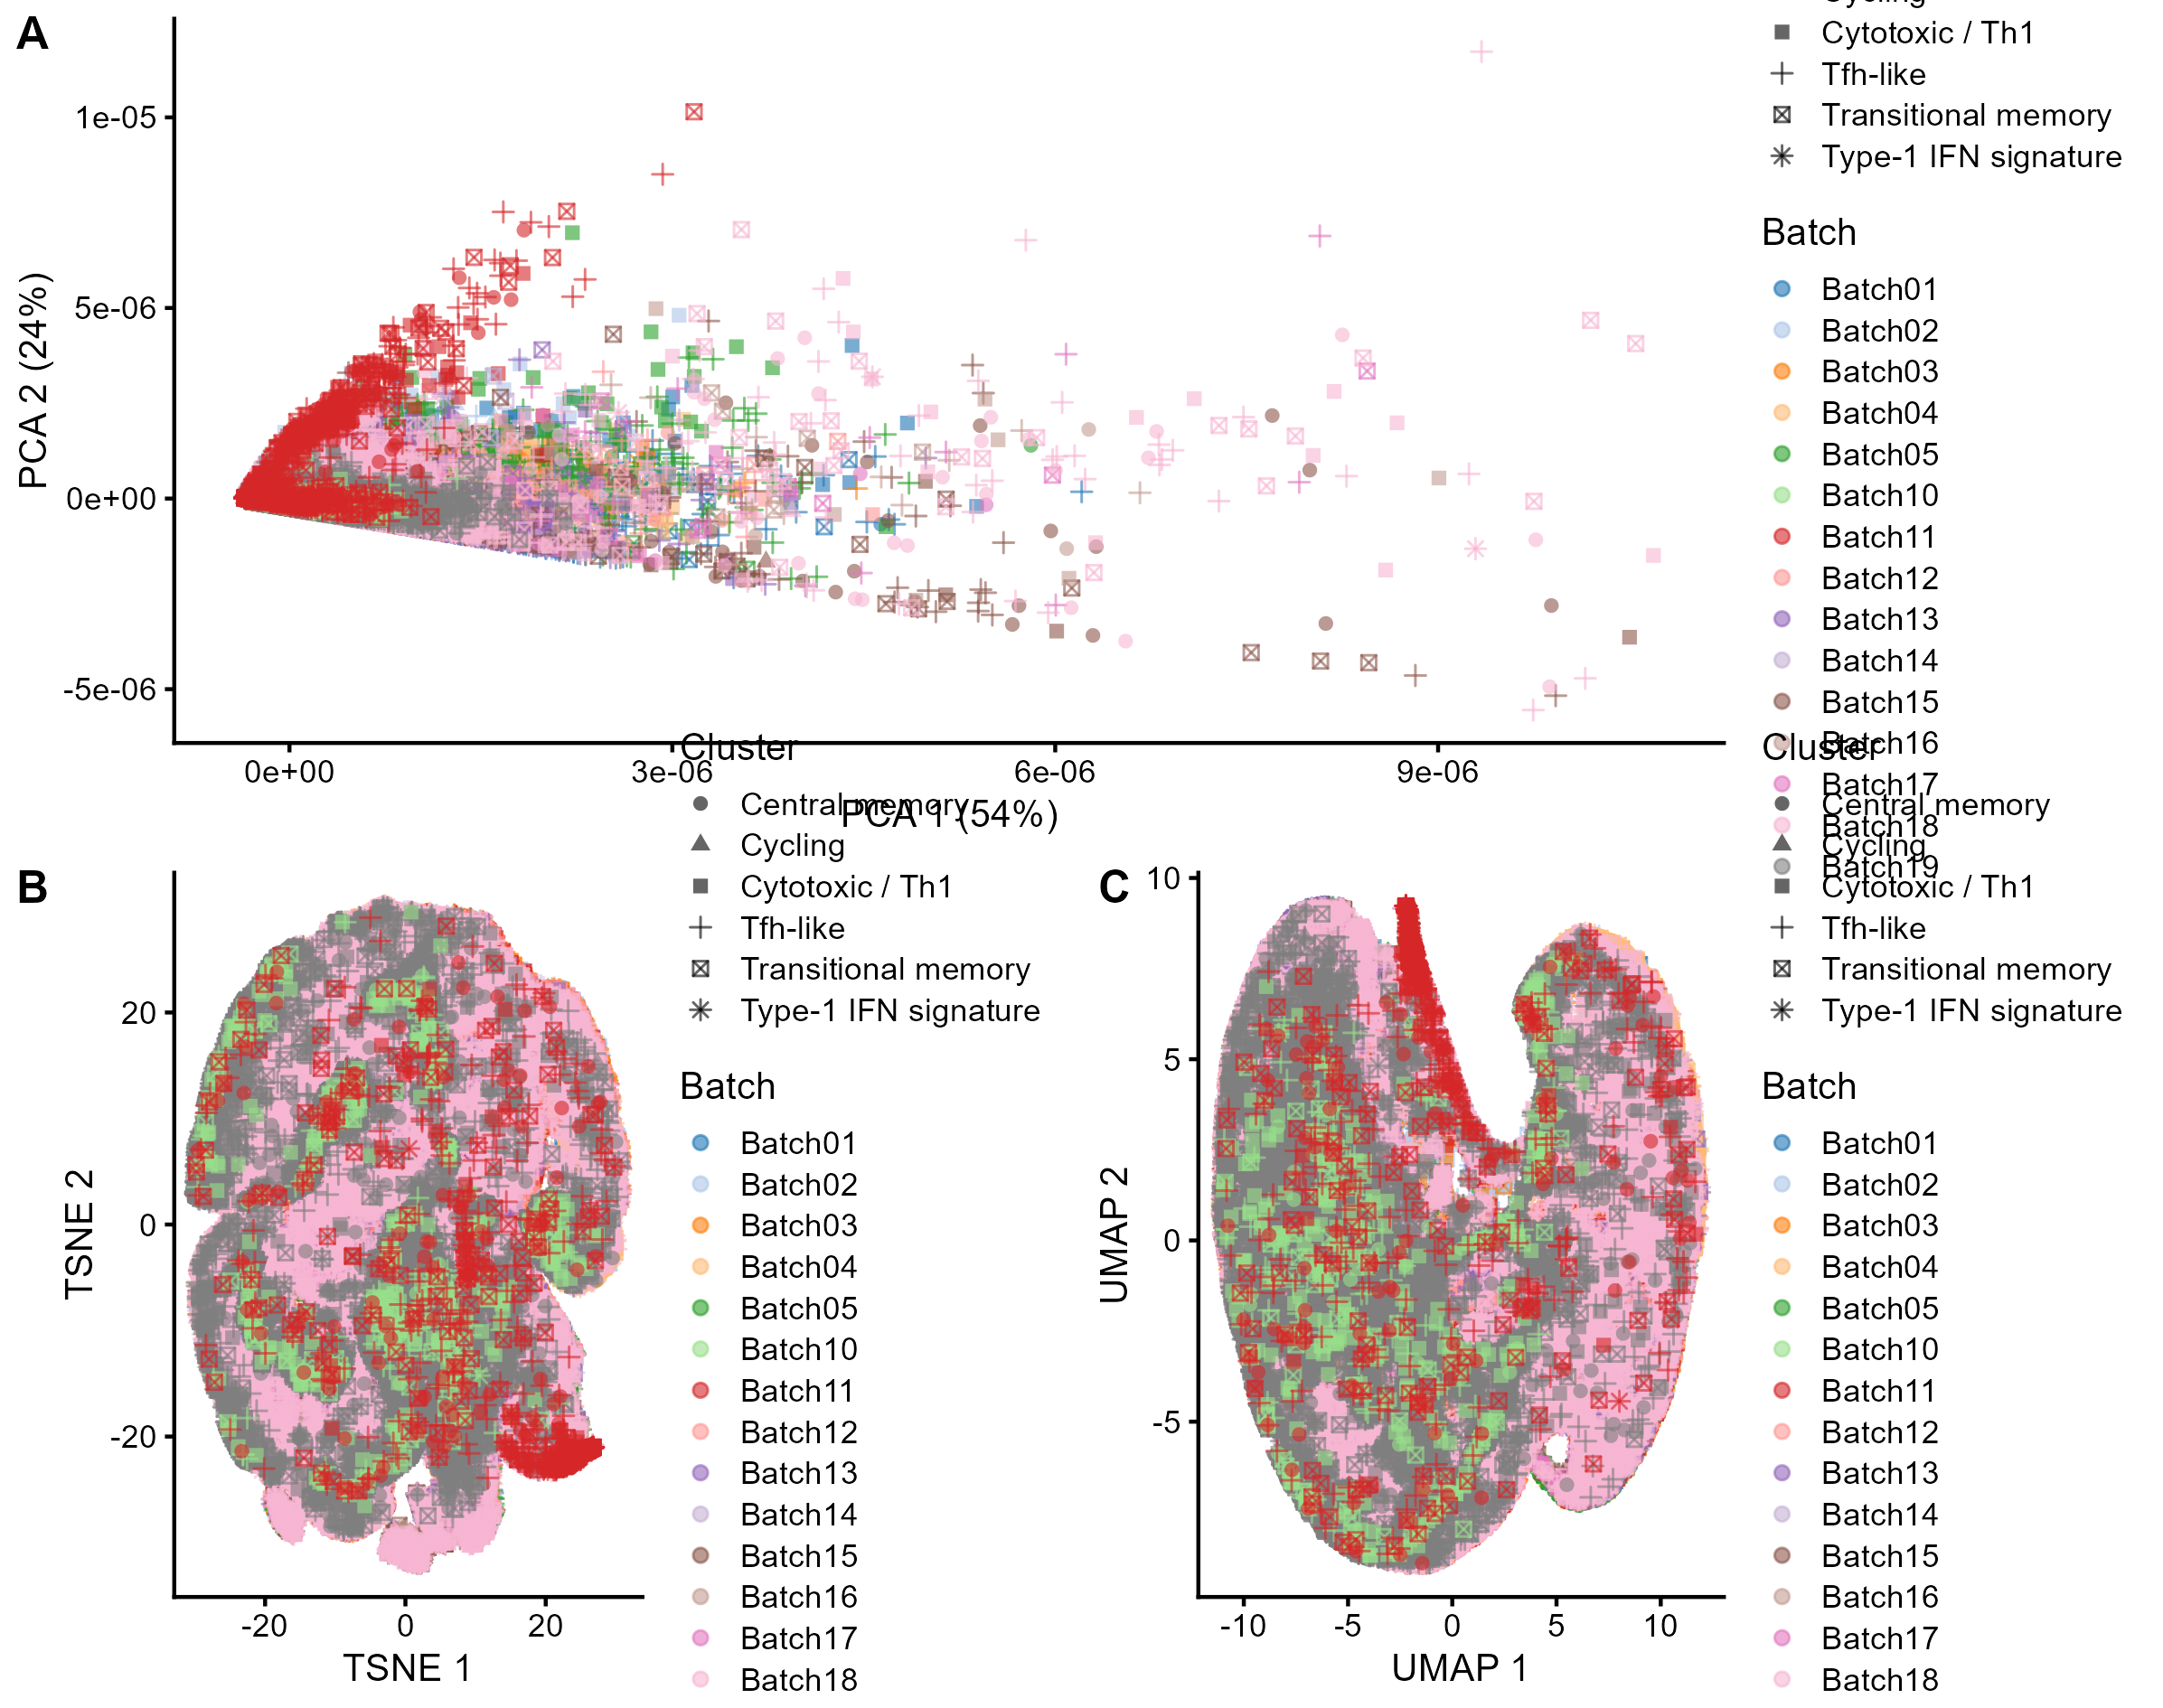 A
1e-05
5e-06
0e+00
-5e-06
PCA 2 (24%)
0e+00
3e-06
6e-06
9e-06
PCA 1 (54%)
Cycling
Cytotoxic / Th1
Tfh-like
Transitional memory
Type-1 IFN signature
Batch
Batch01
Batch02
Batch03
Batch04
Batch05
Batch10
Batch11
Batch12
Batch13
Batch14
Batch15
Batch16
Batch17
Batch18
Batch19
B
20
0
-20
TSNE 2
-20
0
20
TSNE 1
Cluster
Central memory
Cycling
Cytotoxic / Th1
Tfh-like
Transitional memory
Type-1 IFN signature
Batch
Batch01
Batch02
Batch03
Batch04
Batch05
Batch10
Batch11
Batch12
Batch13
Batch14
Batch15
Batch16
Batch17
Batch18
C
10
5
0
-5
UMAP 2
-10
-5
0
5
10
UMAP 1
Cluster
Central memory
Cycling
Cytotoxic / Th1
Tfh-like
Transitional memory
Type-1 IFN signature
Batch
Batch01
Batch02
Batch03
Batch04
Batch05
Batch10
Batch11
Batch12
Batch13
Batch14
Batch15
Batch16
Batch17
Batch18